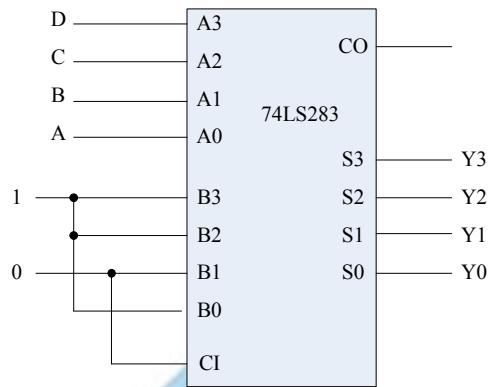 D A3
CO
C A2
B A1
74LS283
A A0
S3 Y3
1 B3 S2 Y2
B2 S1 Y1
0 B1 S0 Y0
B0
CI